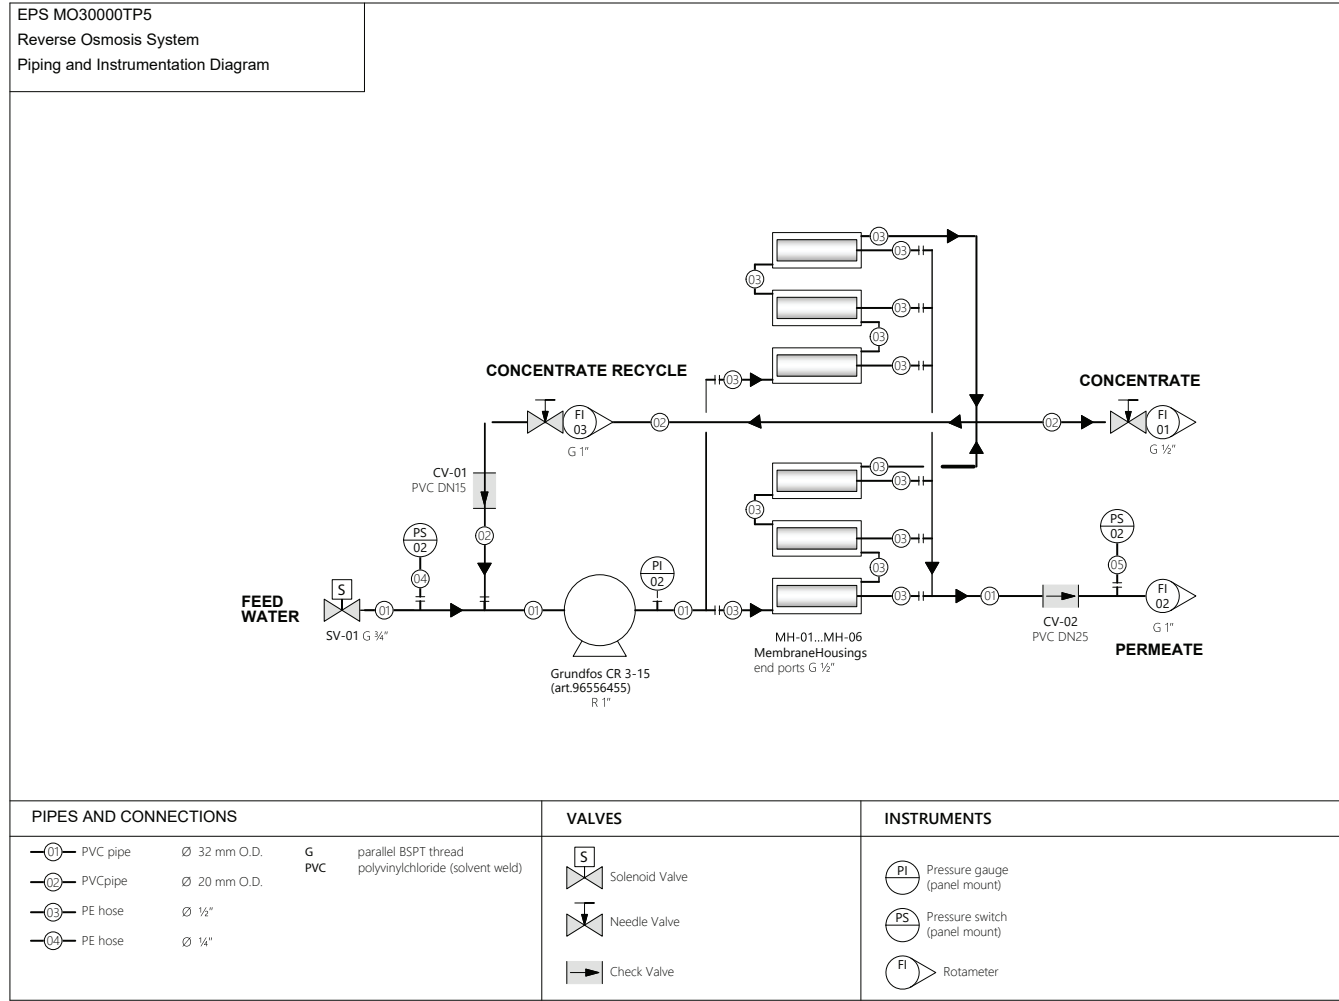 EPS MO30000TP5
Reverse Osmosis System
Piping and Instrumentation Diagram
03
03
03
03
03
03
03
CONCENTRATE RECYCLE
CONCENTRATE
FI
03
G 1"
02
02
FI
01
G ½"
CV-01
PVC DN15
03
03
03
03
03
PS
02
02
04
PI
02
PS
02
05
FEED
WATER
S
SV-01 G ¾"
01
01
01
03
03
01
FI
02
G 1"
CV-02
PVC DN25
PERMEATE
Grundfos CR 3-15
(art.96556455)
R 1"
MH-01...MH-06
MembraneHousings
end ports G ½"
PIPES AND CONNECTIONS
01 PVC pipe Ø 32 mm O.D.
02 PVCpipe Ø 20 mm O.D.
03 PE hose Ø ½"
04 PE hose Ø ¼"
G parallel BSPT thread
PVC polyvinylchloride (solvent weld)
VALVES
S
Solenoid Valve
Needle Valve
Check Valve
INSTRUMENTS
PI Pressure gauge
(panel mount)
PS Pressure switch
(panel mount)
FI Rotameter